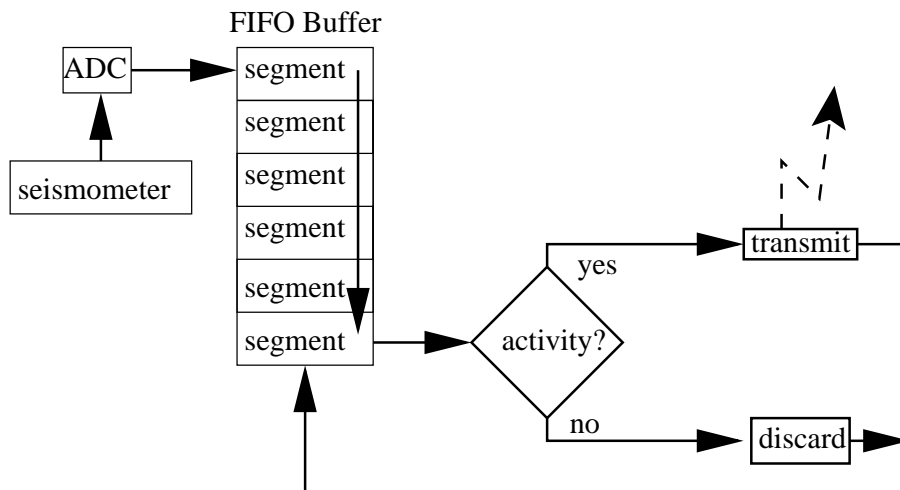 FIFO Buffer
ADC
segment
segment
segment
seismometer
segment
transmit
yes
segment
segment
activity?
no
discard